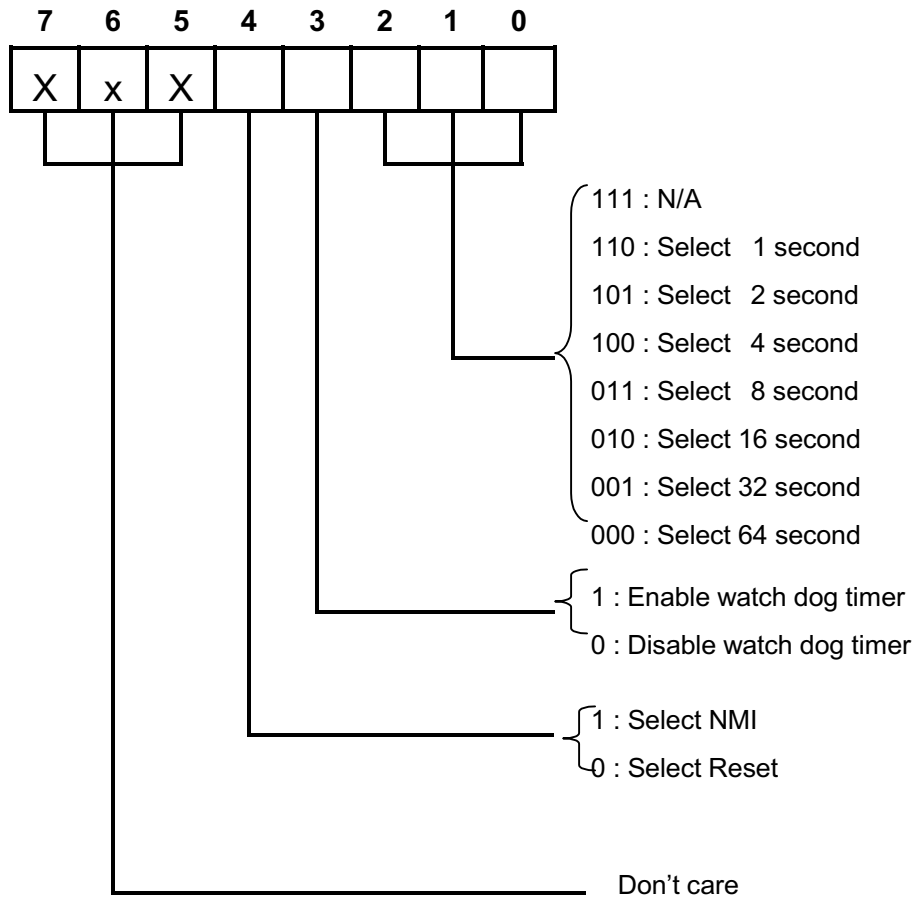 7 6 5 4 3 2 1 0
X x X
111 : N/A
110 : Select 1 second
101 : Select 2 second
100 : Select 4 second
011 : Select 8 second
010 : Select 16 second
001 : Select 32 second
000 : Select 64 second
1 : Enable watch dog timer
0 : Disable watch dog timer
1 : Select NMI
0 : Select Reset
Don’t care